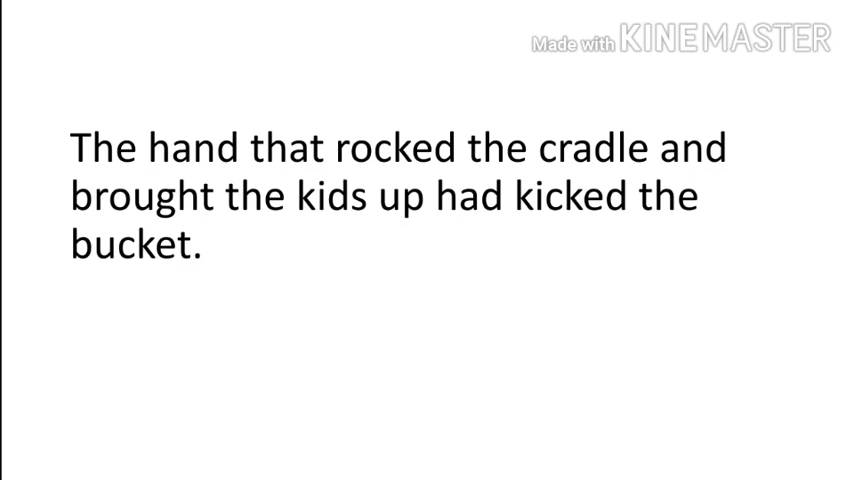 Made with KINEMASTER
The hand that rocked the cradle and
brought the kids up had kicked the
bucket.